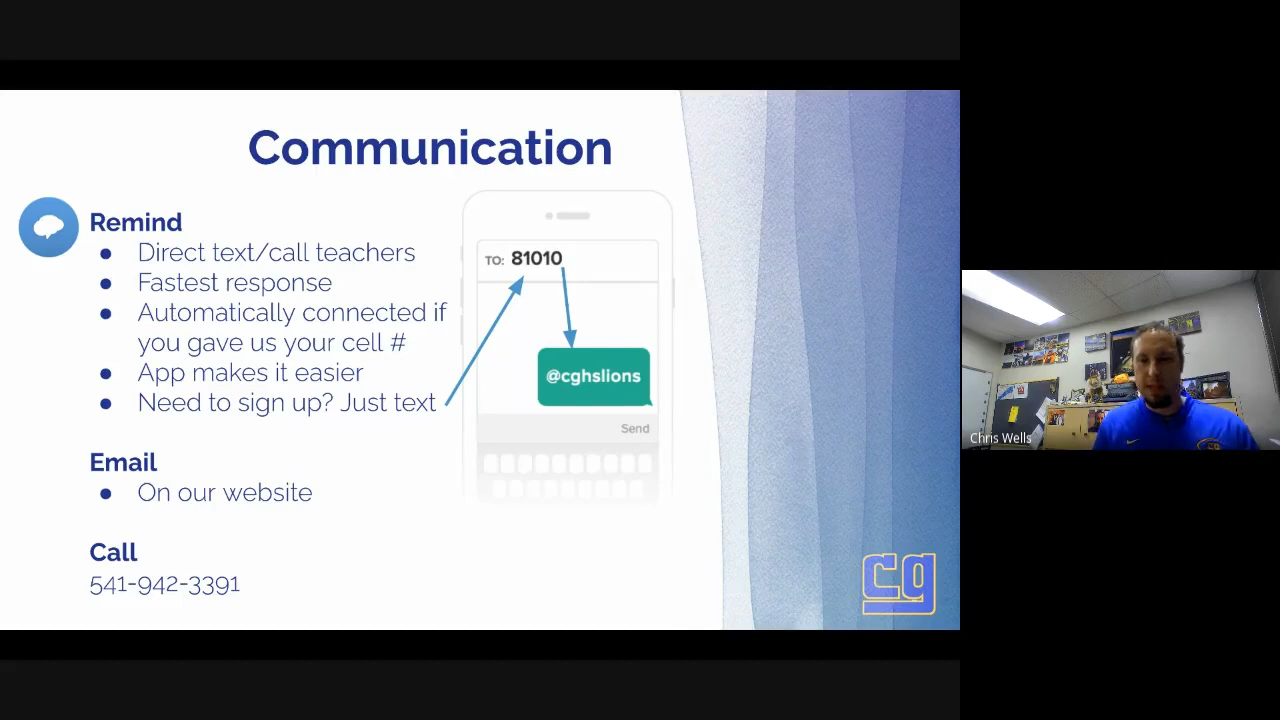 Communication
Remind
Direct text/call teachers
Fastest response
Automatically connected if
you gave us your cell #
App makes it easier
Need to sign up? Just text
TO: 81010
@cghslions
Send
Email
On our website
Call
541-942-3391
cg
Chris Wells